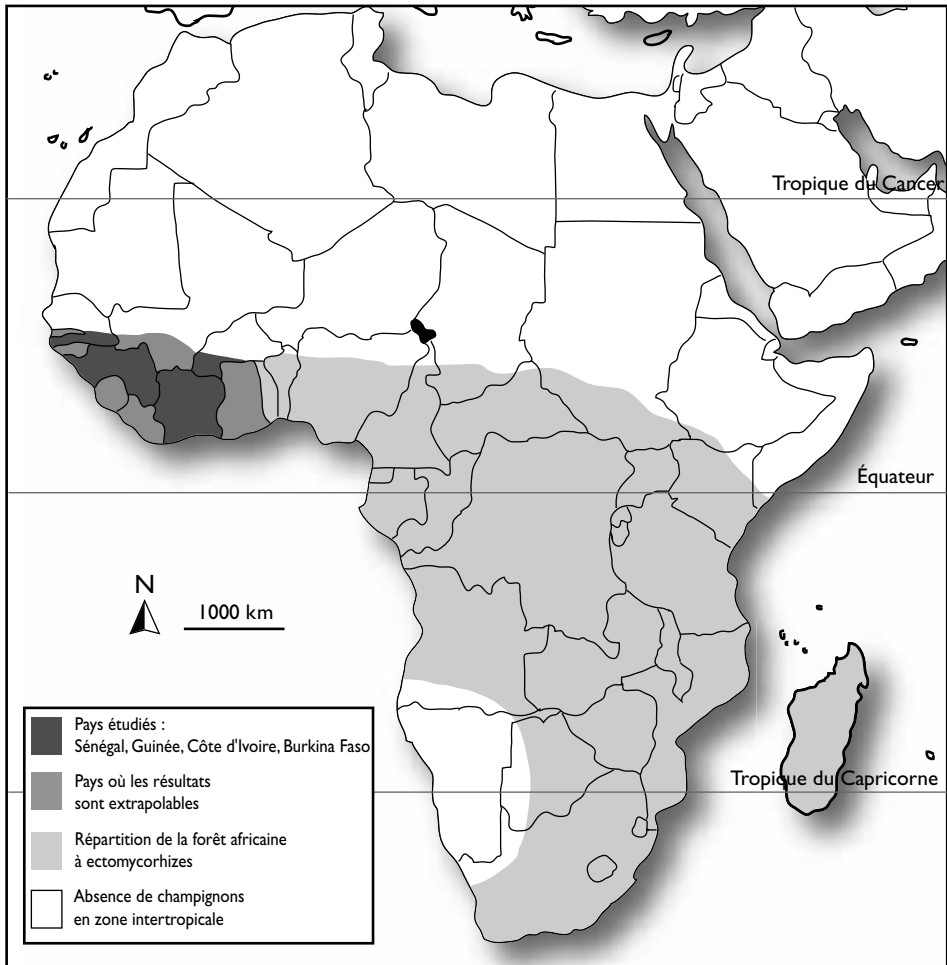 Tropique du Cancer
Équateur
N
1000 km
Tropique du Capricorne
Pays étudiés :
Sénégal, Guinée, Côte d'Ivoire, Burkina Faso
Pays où les résultats
sont extrapolables
Répartition de la forêt africaine
à ectomycorhizes
Absence de champignons
en zone intertropicale